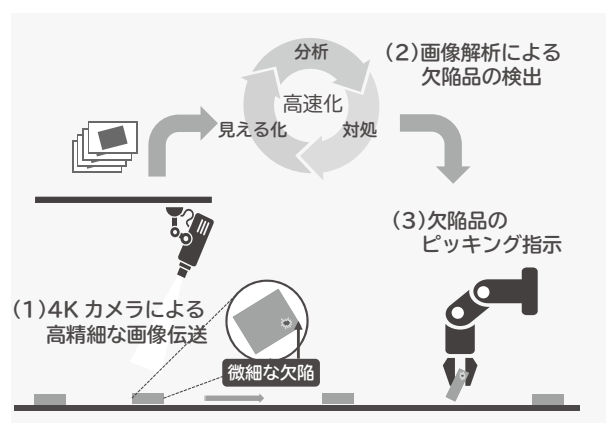 分析
高速化
見える化
対処
(2)画像解析による
欠陥品の検出
(3)欠陥品の
ピッキング指示
(1)4K カメラによる
高精細な画像伝送
微細な欠陥